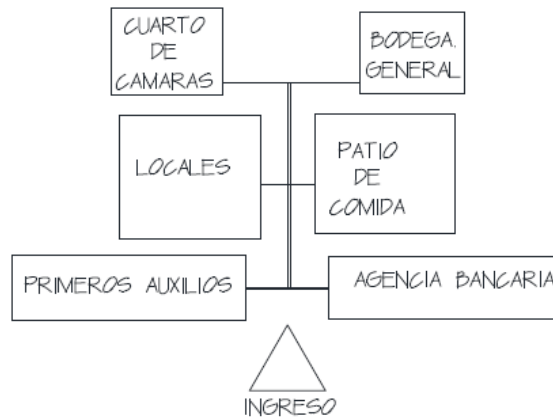 CUARTO
DE
CAMARAS
BODEGA.
GENERAL
LOCALES
PATIO
DE
COMIDA
PRIMEROS AUXILIOS
AGENCIA BANCARIA
INGRESO